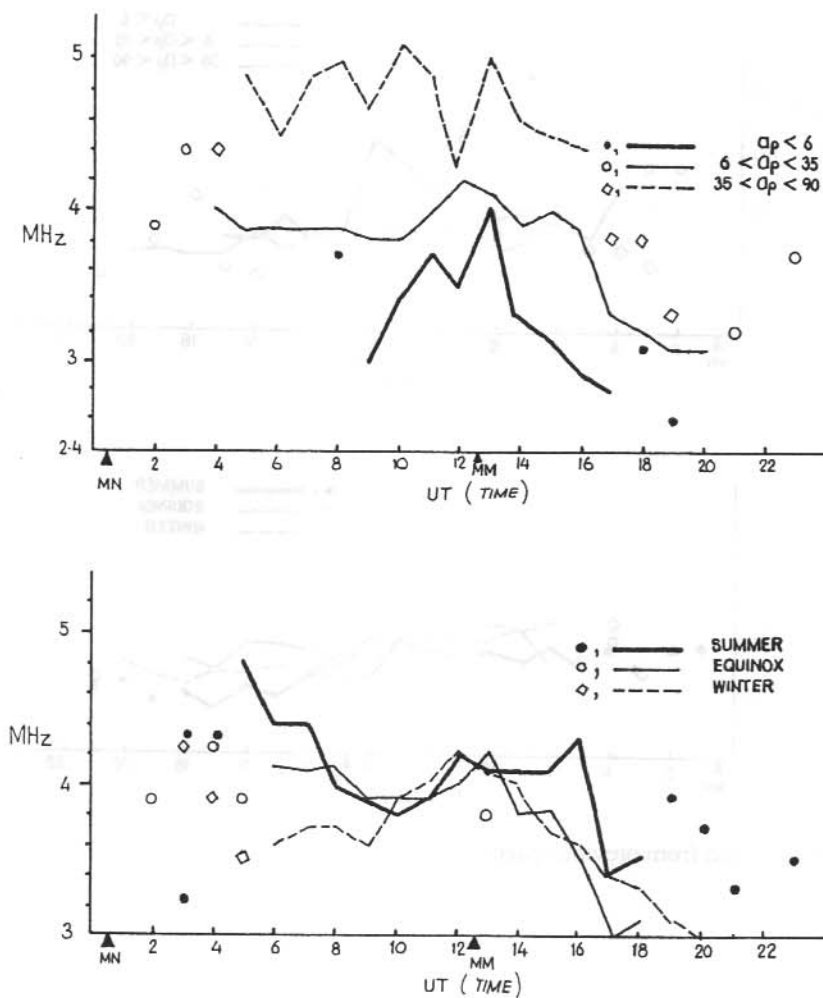 5
4
MHz
3
2·4
●, ap < 6
○, 6 < ap < 35
◇, 35 < ap < 90
2 4 6 8 10 12 14 16 18 20 22
MN MM
UT (TIME)
5
MHz
4
3
●, SUMMER
○, EQUINOX
◇, WINTER
2 4 6 8 10 12 14 16 18 20 22
MN MM
UT (TIME)